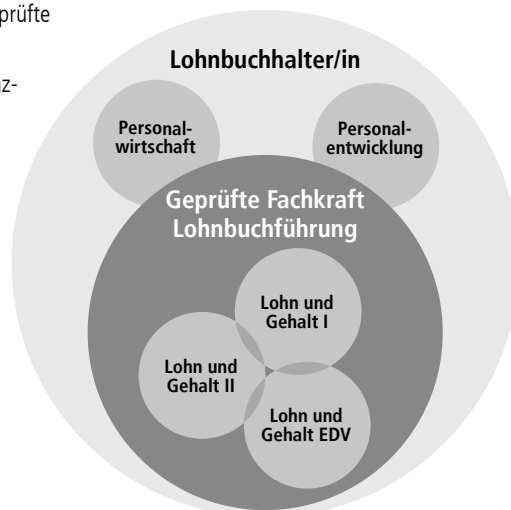 prüfte
z-
Lohnbuchhalter/in
Personal-
wirtschaft
Personal-
entwicklung
Geprüfte Fachkraft
Lohnbuchführung
Lohn und
Gehalt I
Lohn und
Gehalt II
Lohn und
Gehalt EDV